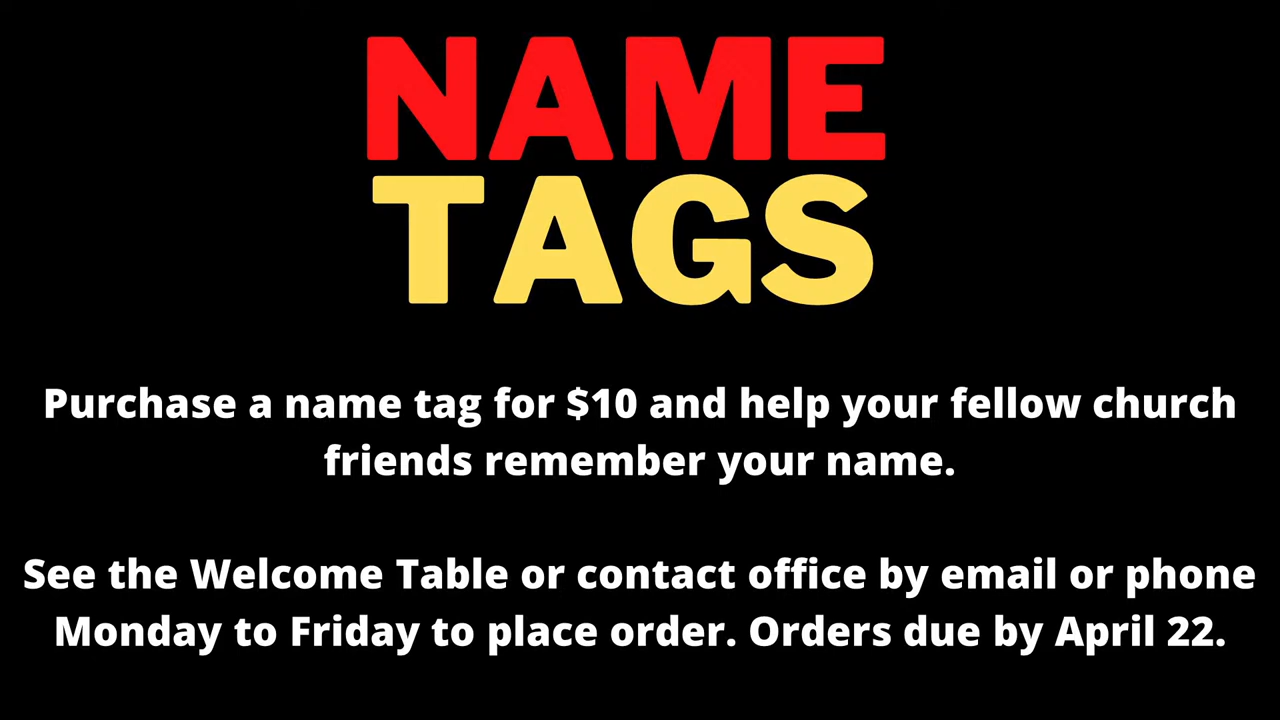 NAME
TAGS
Purchase a name tag for $10 and help your fellow church
friends remember your name.
See the Welcome Table or contact office by email or phone
Monday to Friday to place order. Orders due by April 22.